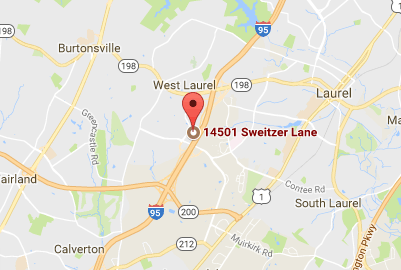 95
Burtonsville
198
198
West Laurel
198
Laurel
Greencastle Rd
14501 Sweitzer Lane
Contee Rd
1
South Laurel
95
200
Calverton
212
Muirkirk Rd